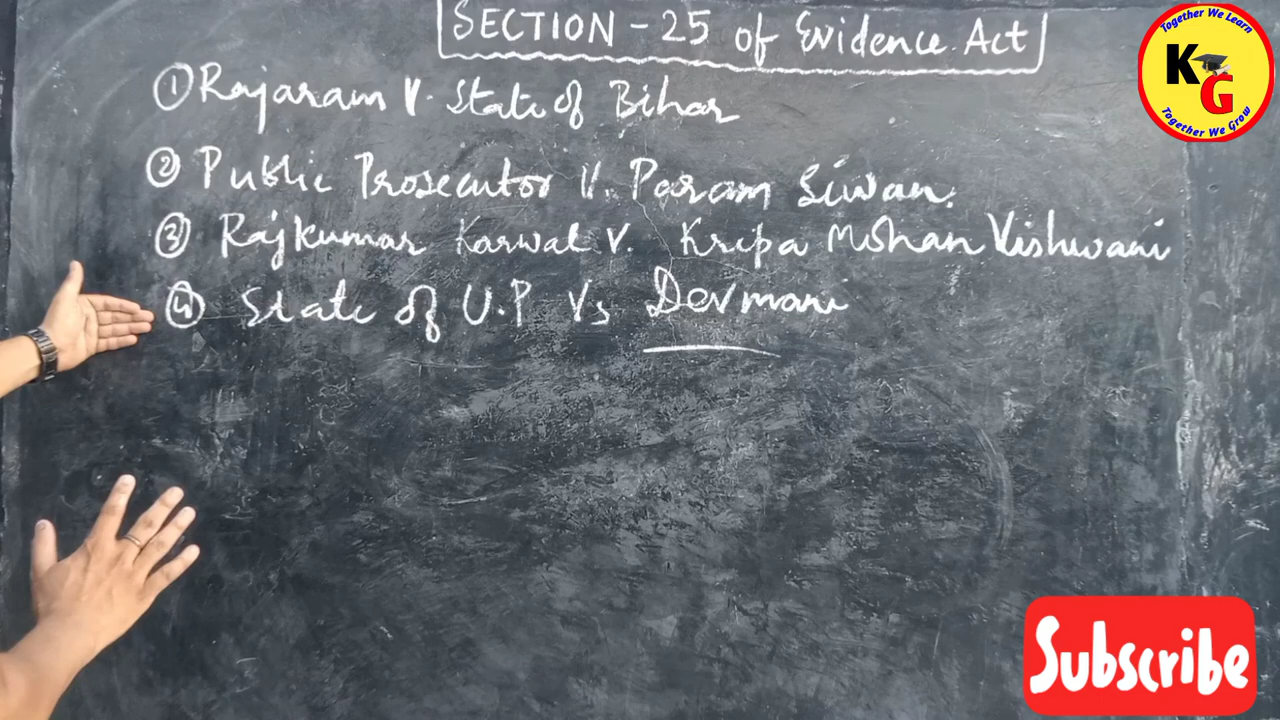 SECTION - 25 of Evidence Act
① Rajaram V. State of Bihar
② Public Prosecutor V. Param Siwan.
③ Rajkumar Karwal V. Kripa Mohan Vishwani
④ State of U.P Vs Devmani
Together We Learn
KG
Together We Grow
Subscribe